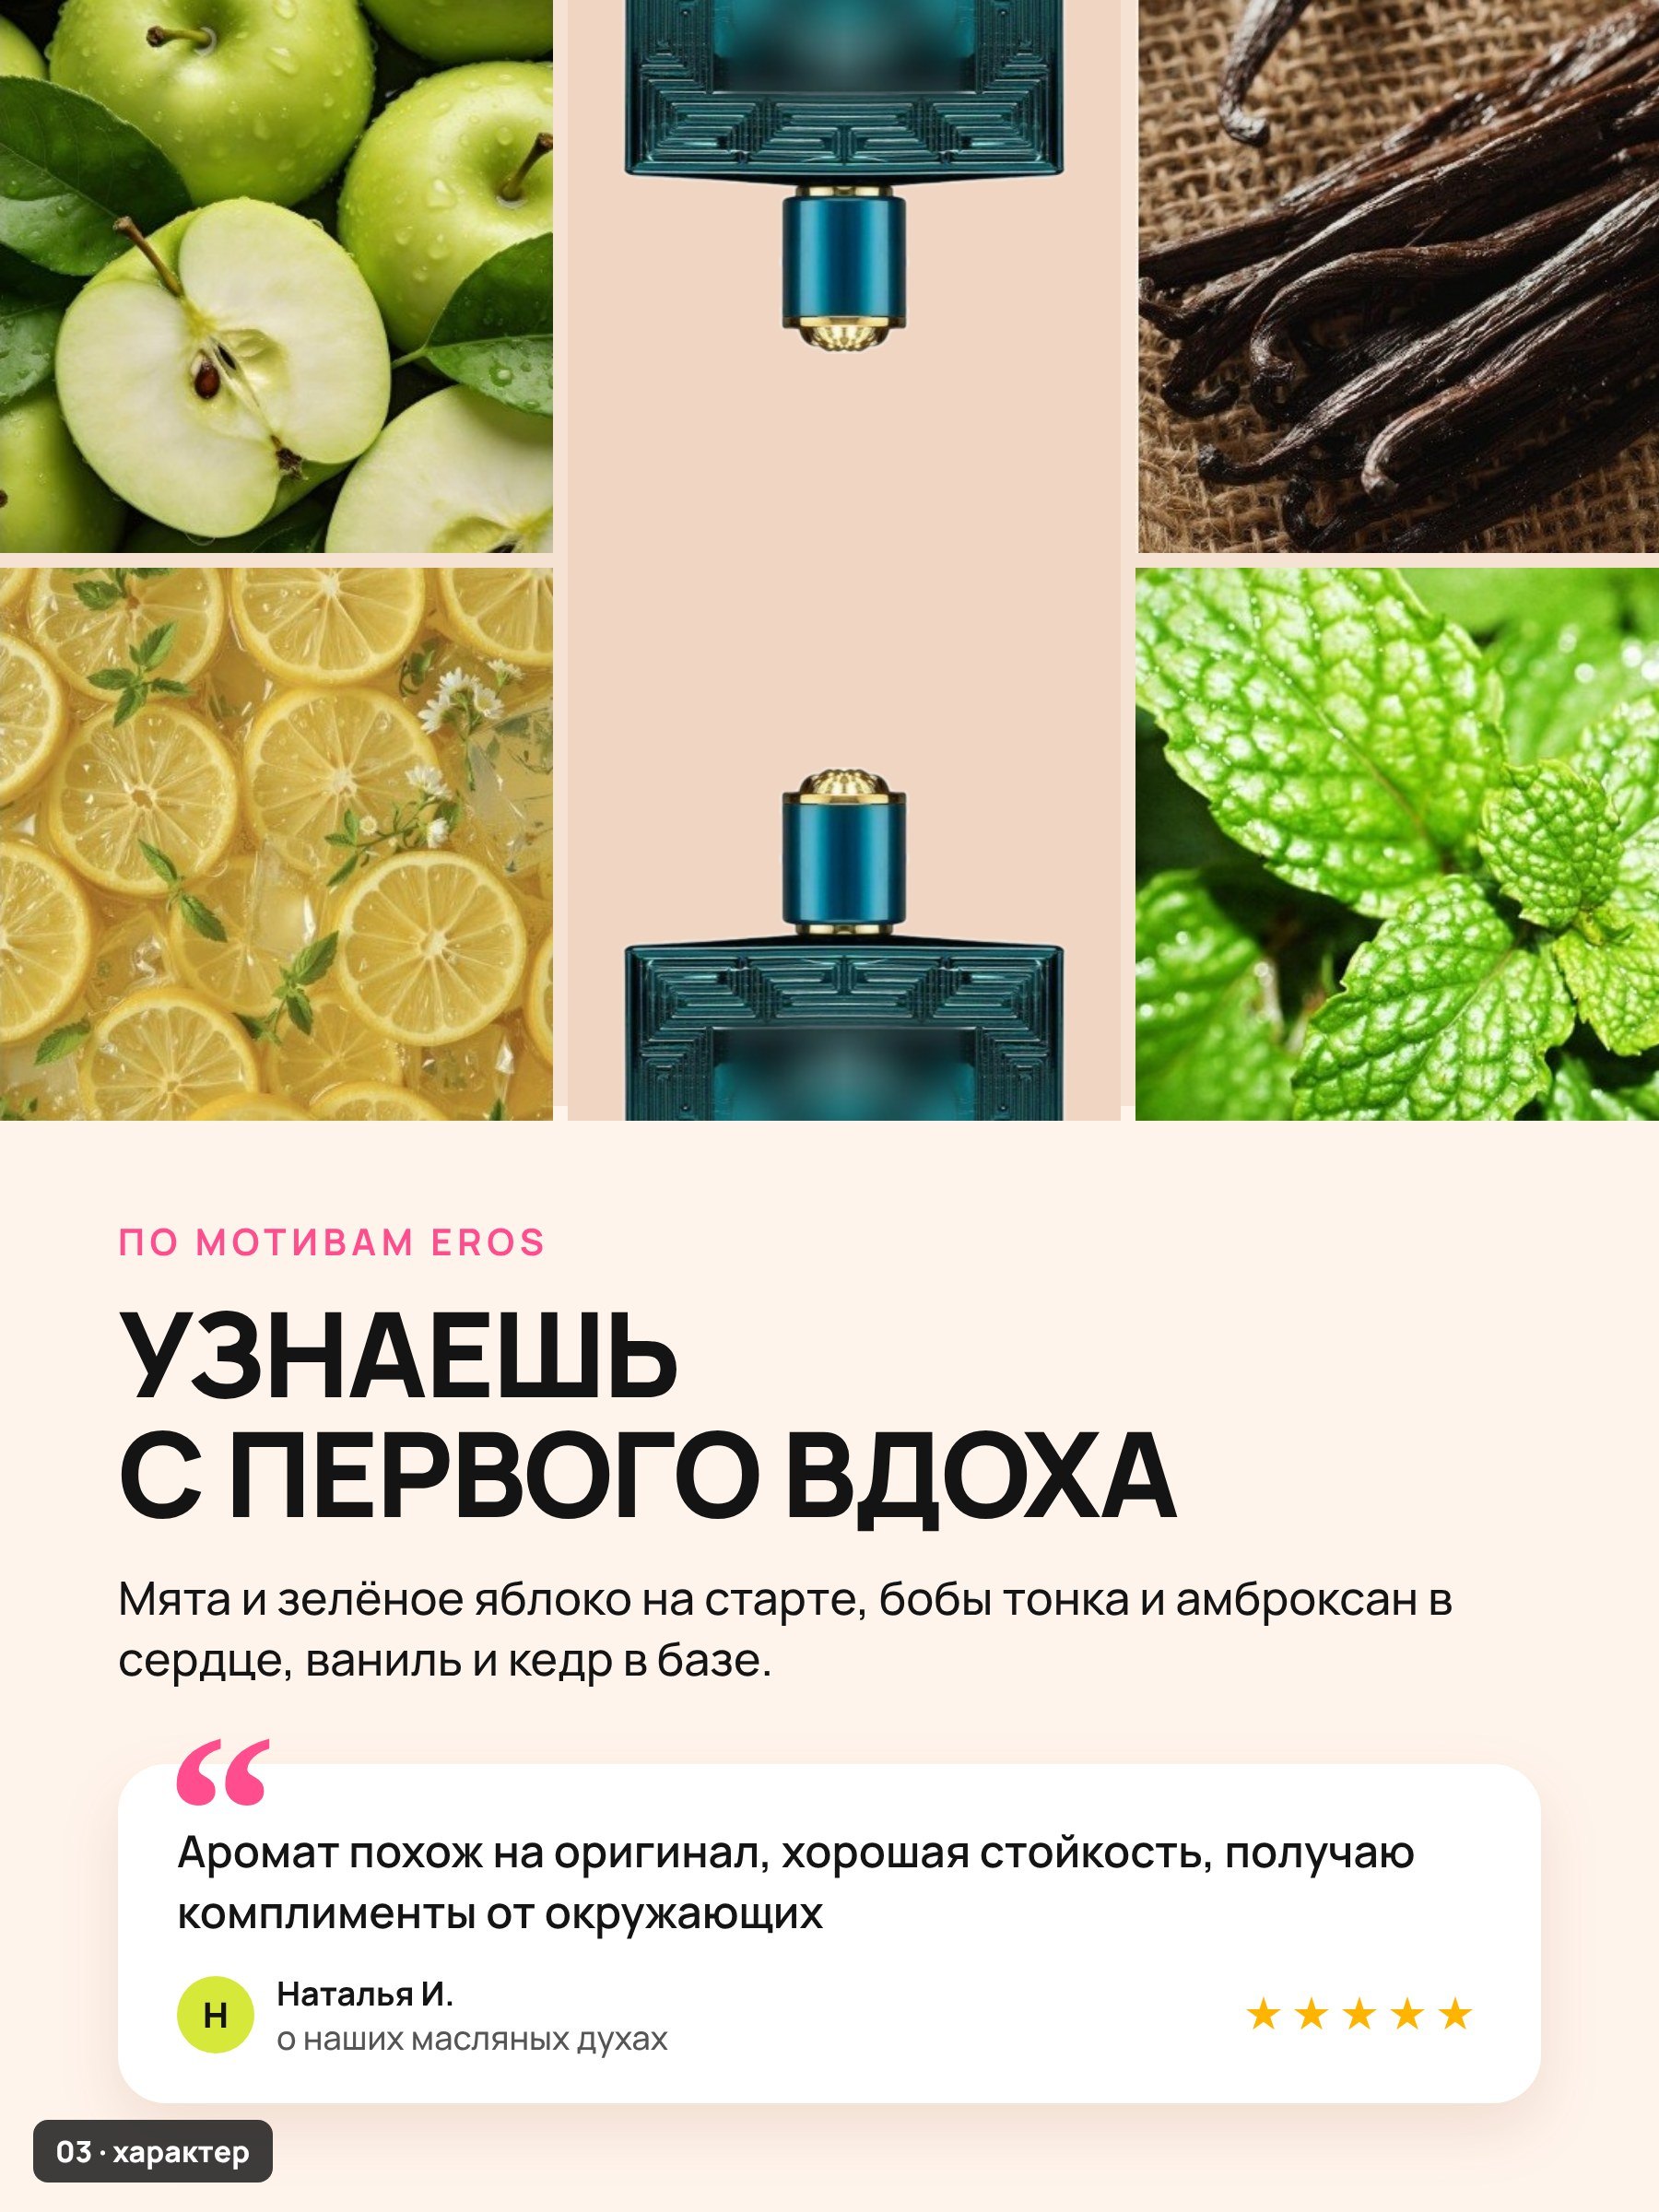 ПО МОТИВАМ EROS
УЗНАЕШЬ
С ПЕРВОГО ВДОХА
Мята и зелёное яблоко на старте, бобы тонка и амброксан в
сердце, ваниль и кедр в базе.
“
Аромат похож на оригинал, хорошая стойкость, получаю
комплименты от окружающих
Н
Наталья И.
о наших масляных духах
★★★★★
03 · характер